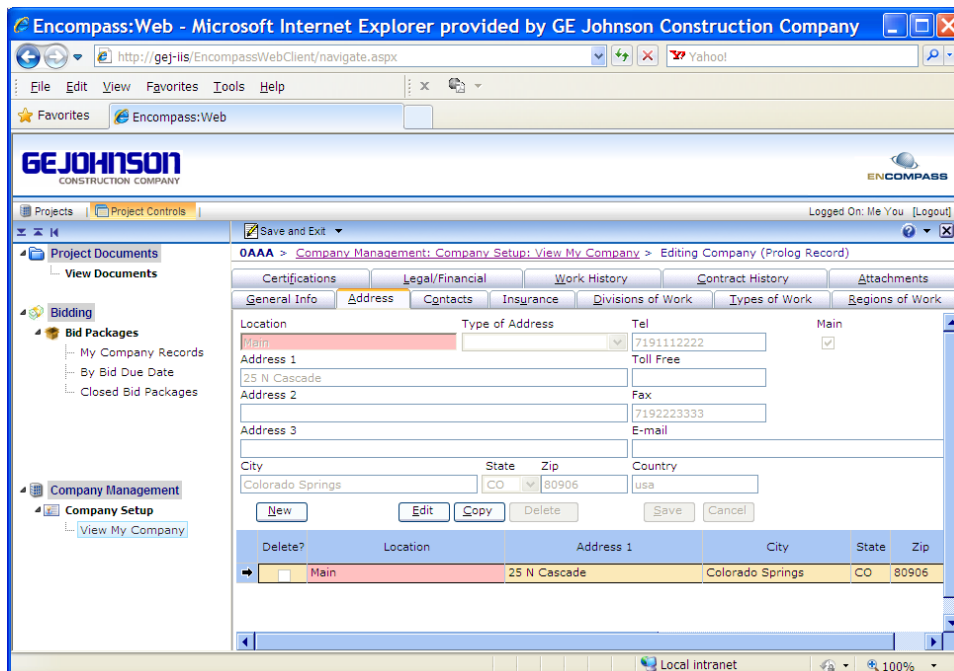 Encompass:Web - Microsoft Internet Explorer provided by GE Johnson Construction Company
http://gej-iis/EncompassWebClient/navigate.aspx Yahoo!
File Edit View Favorites Tools Help x
Favorites Encompass:Web
GE JOHNSON
CONSTRUCTION COMPANY
ENCOMPASS
Projects | Project Controls | Logged On: Me You [Logout]
Save and Exit
Project Documents
View Documents
Bidding
Bid Packages
My Company Records
By Bid Due Date
Closed Bid Packages
Company Management
Company Setup
View My Company
0AAA > Company Management: Company Setup: View My Company > Editing Company (Prolog Record)
Certifications Legal/Financial Work History Contract History Attachments
General Info Address Contacts Insurance Divisions of Work Types of Work Regions of Work
Location Type of Address Tel Main
Main 7191112222
Address 1 Toll Free
25 N Cascade
Address 2 Fax
7192223333
Address 3 E-mail
City State Zip Country
Colorado Springs CO 80906 usa
New Edit Copy Delete Save Cancel
Delete? Location Address 1 City State Zip
Main 25 N Cascade Colorado Springs CO 80906
Local intranet 100%